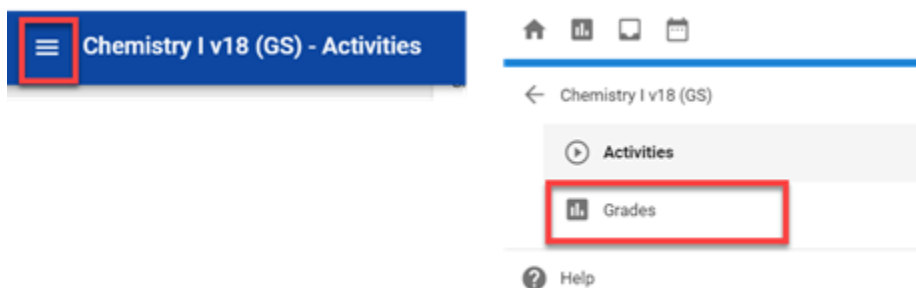 Chemistry I v18 (GS) - Activities
Chemistry I v18 (GS)
Activities
Grades
Help